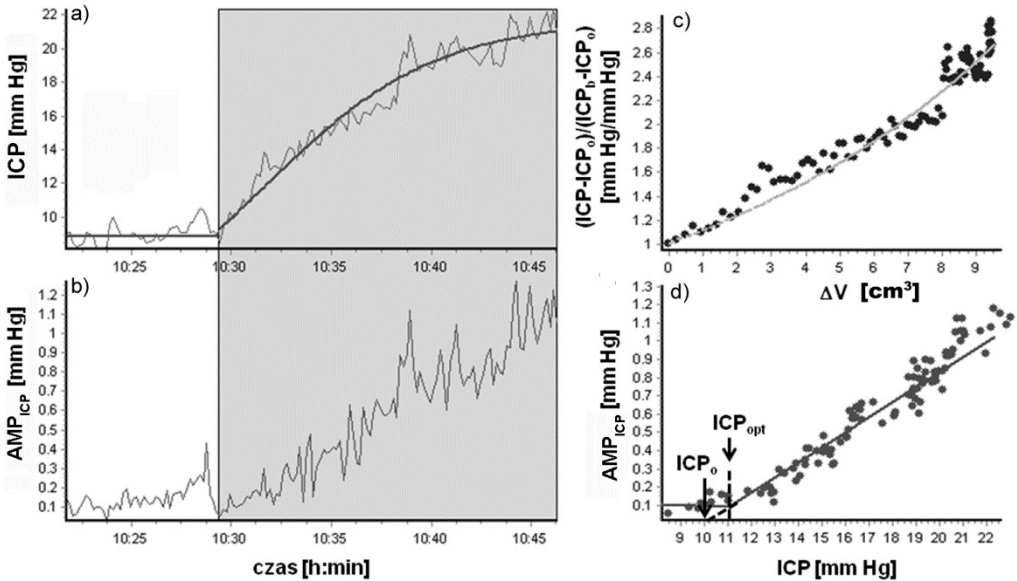 a)
ICP [mm Hg]
22
20
18
16
14
12
10
10:25 10:30 10:35 10:40 10:45
b)
AMPICP [mm Hg]
1.2
1.1
1
0.9
0.8
0.7
0.6
0.5
0.4
0.3
0.2
0.1
10:25 10:30 10:35 10:40 10:45
czas [h:min]
c)
(ICP-ICPo)/(ICPb-ICPo)
[mm Hg/mm Hg]
2.8
2.6
2.4
2.2
2
1.8
1.6
1.4
1.2
1
0 1 2 3 4 5 6 7 8 9
ΔV [cm³]
d)
AMPICP [mm Hg]
1.3
1.2
1.1
1
0.9
0.8
0.7
0.6
0.5
0.4
0.3
0.2
0.1
ICPopt
ICPo
9 10 11 12 13 14 15 16 17 18 19 20 21 22
ICP [mm Hg]